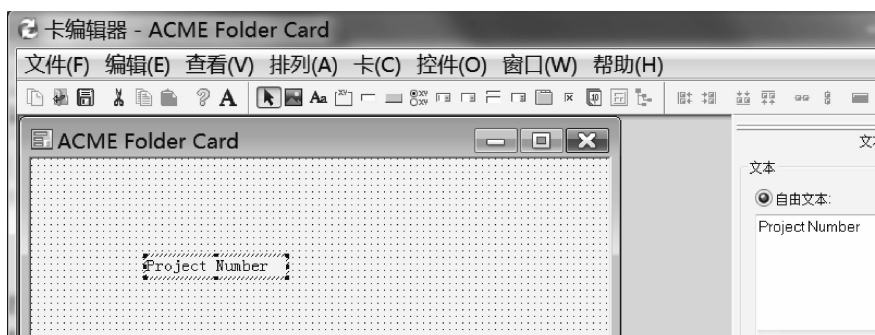 卡编辑器 - ACME Folder Card
文件(F) 编辑(E) 查看(V) 排列(A) 卡(C) 控件(O) 窗口(W) 帮助(H)
ACME Folder Card
文本
自由文本:
Project Number
Project Number